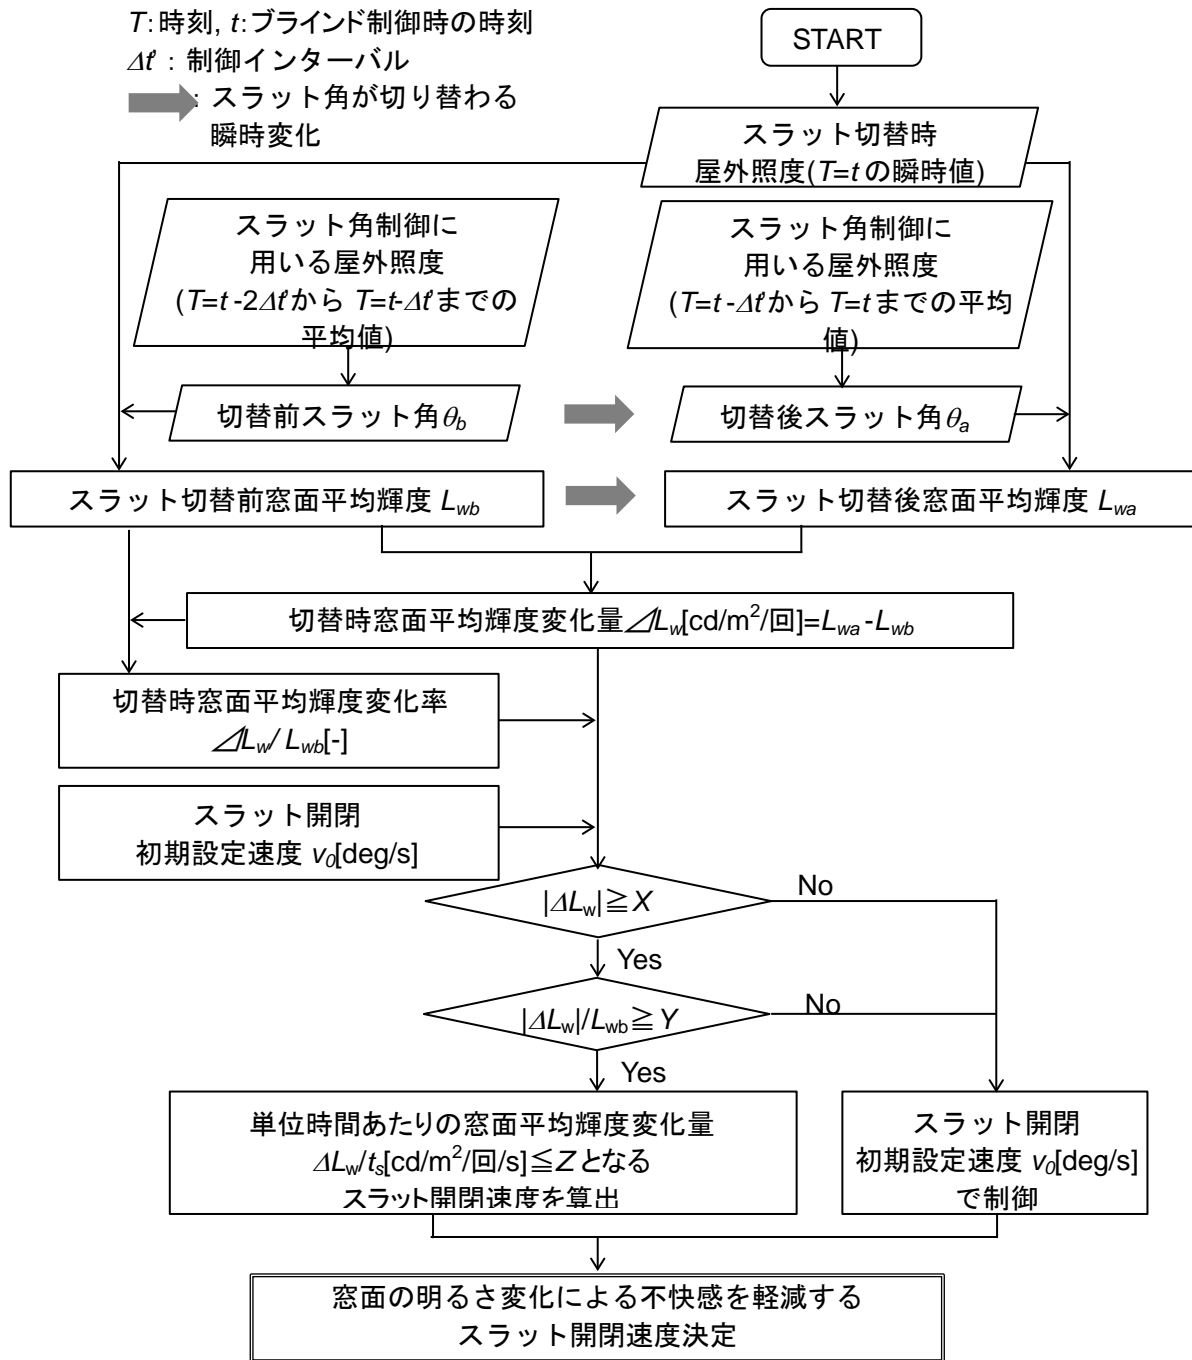 T:時刻, t:ブラインド制御時の時刻
Δt' : 制御インターバル
: スラット角が切り替わる
瞬時変化
START
スラット切替時
屋外照度(T=tの瞬時値)
スラット角制御に
用いる屋外照度
(T=t-2Δt'から T=t-Δt'までの
平均値)
スラット角制御に
用いる屋外照度
(T=t-Δt'から T=tまでの平均
値)
切替前スラット角θb
切替後スラット角θa
スラット切替前窓面平均輝度 Lwb
スラット切替後窓面平均輝度 Lwa
切替時窓面平均輝度変化量⊿Lw[cd/m²/回]=Lwa-Lwb
切替時窓面平均輝度変化率
⊿Lw/ Lwb[-]
スラット開閉
初期設定速度 v0[deg/s]
|ΔLw|≧X
No
Yes
|ΔLw|/Lwb≧Y
No
Yes
単位時間あたりの窓面平均輝度変化量
ΔLw/ts[cd/m²/回/s]≦Zとなる
スラット開閉速度を算出
スラット開閉
初期設定速度 v0[deg/s]
で制御
窓面の明るさ変化による不快感を軽減する
スラット開閉速度決定